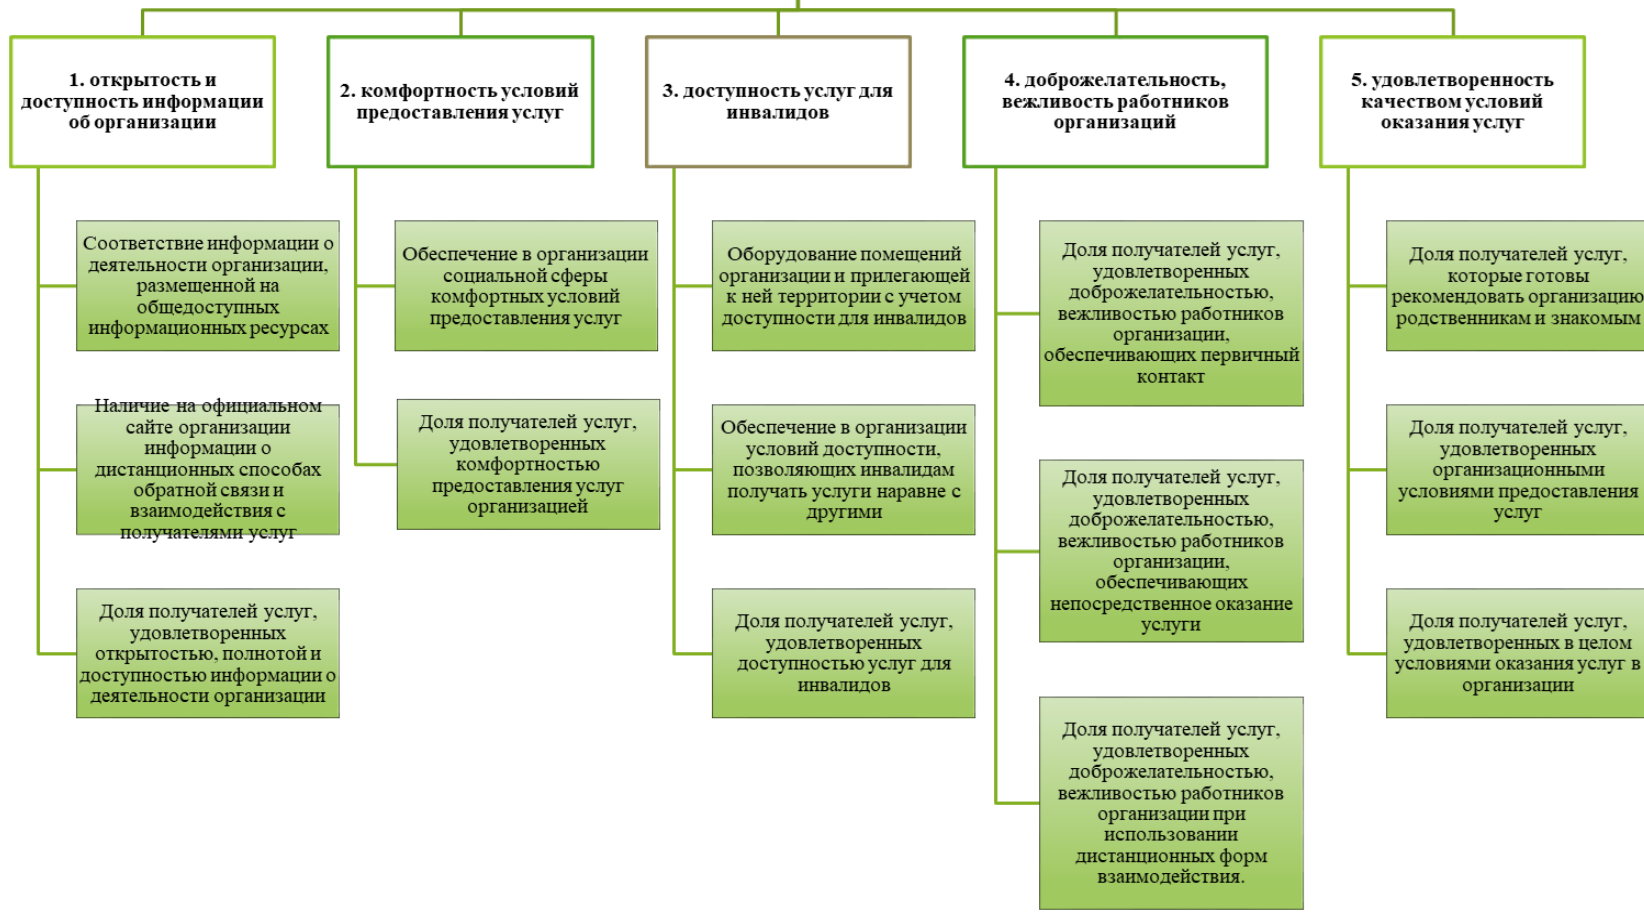 1. открытость и
доступность информации
об организации
2. комфортность условий
предоставления услуг
3. доступность услуг для
инвалидов
4. доброжелательность,
вежливость работников
организаций
5. удовлетворенность
качеством условий
оказания услуг
Соответствие информации о
деятельности организации,
размещенной на
общедоступных
информационных ресурсах
Наличие на официальном
сайте организации
информации о
дистанционных способах
обратной связи и
взаимодействия с
получателями услуг
Доля получателей услуг,
удовлетворенных
открытостью, полнотой и
доступностью информации о
деятельности организации
Обеспечение в организации
социальной сферы
комфортных условий
предоставления услуг
Доля получателей услуг,
удовлетворенных
комфортностью
предоставления услуг
организацией
Оборудование помещений
организации и прилегающей
к ней территории с учетом
доступности для инвалидов
Обеспечение в организации
условий доступности,
позволяющих инвалидам
получать услуги наравне с
другими
Доля получателей услуг,
удовлетворенных
доступностью услуг для
инвалидов
Доля получателей услуг,
удовлетворенных
доброжелательностью,
вежливостью работников
организации,
обеспечивающих первичный
контакт
Доля получателей услуг,
удовлетворенных
доброжелательностью,
вежливостью работников
организации,
обеспечивающих
непосредственное оказание
услуги
Доля получателей услуг,
удовлетворенных
доброжелательностью,
вежливостью работников
организации при
использовании
дистанционных форм
взаимодействия.
Доля получателей услуг,
которые готовы
рекомендовать организацию
родственникам и знакомым
Доля получателей услуг,
удовлетворенных
организационными
условиями предоставления
услуг
Доля получателей услуг,
удовлетворенных в целом
условиями оказания услуг в
организации